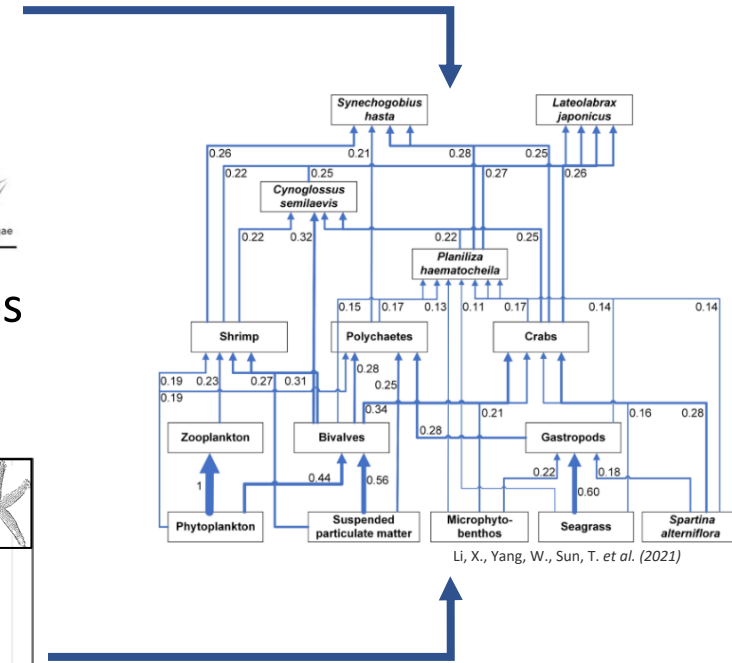 Synechogobius
hasta
Lateolabrax
japonicus
0.26
0.21
0.28
0.25
0.22
0.25
0.27
0.26
Cynoglossus
semilaevis
0.22
0.32
0.22
0.25
Planiliza
haematocheila
gae
s
0.15
0.17
0.13
0.11
0.17
0.14
0.14
Shrimp
Polychaetes
Crabs
0.19
0.23
0.27
0.31
0.28
0.25
0.19
0.34
0.21
0.16
0.28
Zooplankton
Bivalves
0.28
Gastropods
1
0.44
0.56
0.22
0.60
0.18
Phytoplankton
Suspended
particulate matter
Microphyto-
benthos
Seagrass
Spartina
alterniflora
Li, X., Yang, W., Sun, T. et al. (2021)